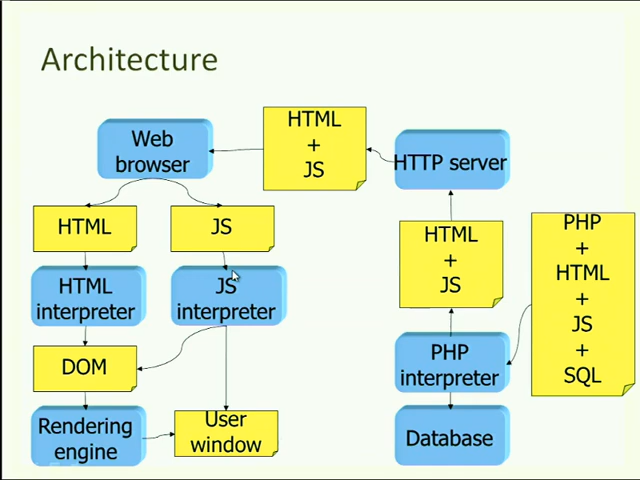 Architecture
Web
browser
HTML
+
JS
HTTP server
HTML
JS
HTML
+
JS
PHP
+
HTML
+
JS
+
SQL
HTML
interpreter
JS
interpreter
DOM
PHP
interpreter
Rendering
engine
User
window
Database